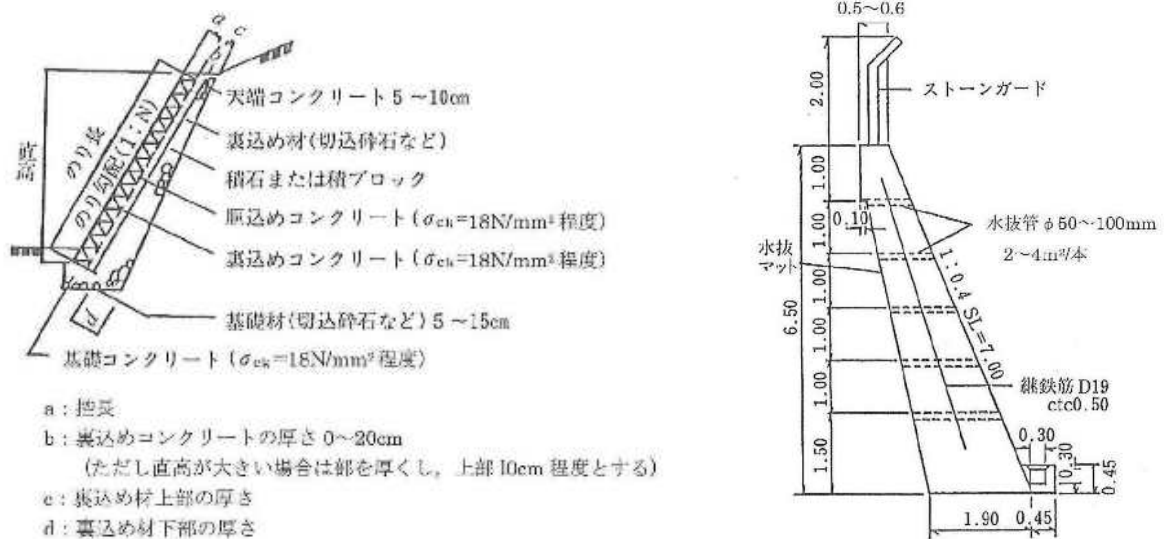 a
c
b
直高
のり長
のり勾配(1:N)
天端コンクリート 5～10cm
裏込め材(切込砕石など)
積石または積ブロック
胴込めコンクリート(σck=18N/mm²程度)
裏込めコンクリート(σck=18N/mm²程度)
d
基礎材(切込砕石など) 5～15cm
基礎コンクリート(σck=18N/mm²程度)
a:控長
b:裏込めコンクリートの厚さ 0～20cm
(ただし直高が大きい場合は部を厚くし，上部10cm 程度とする)
c:裏込め材上部の厚さ
d:裏込め材下部の厚さ
0.5～0.6
2.00
ストーンガード
1.00
0.10
1.00
水抜管 φ50～100mm
2～4m²/本
水抜
マット
1.00
6.50
1:0.4 SL=7.00
1.00
1.00
継鉄筋 D19
ctc0.50
1.50
0.30
0.30
0.45
1.90
0.45